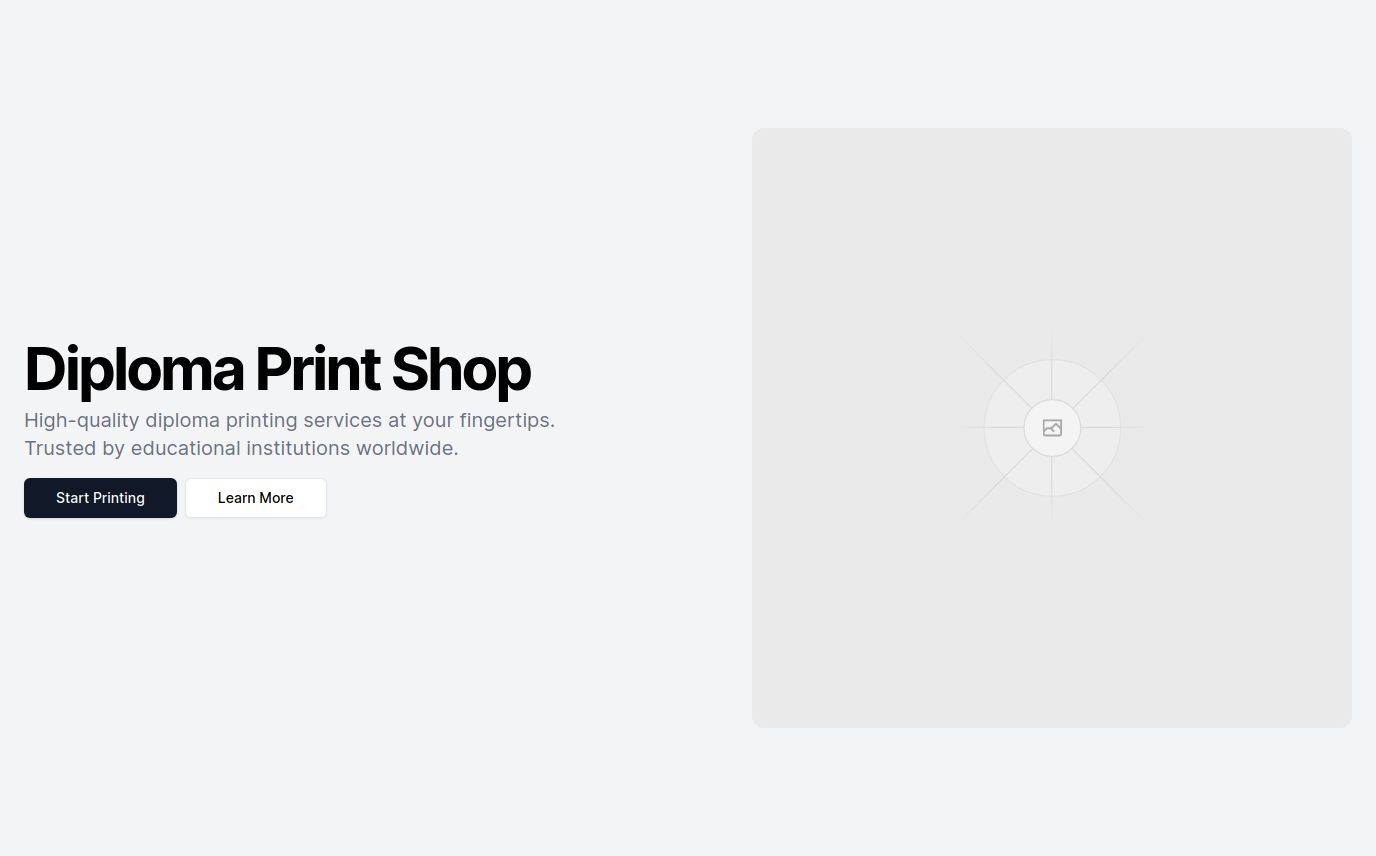 Diploma Print Shop
High-quality diploma printing services at your fingertips.
Trusted by educational institutions worldwide.
Start Printing
Learn More